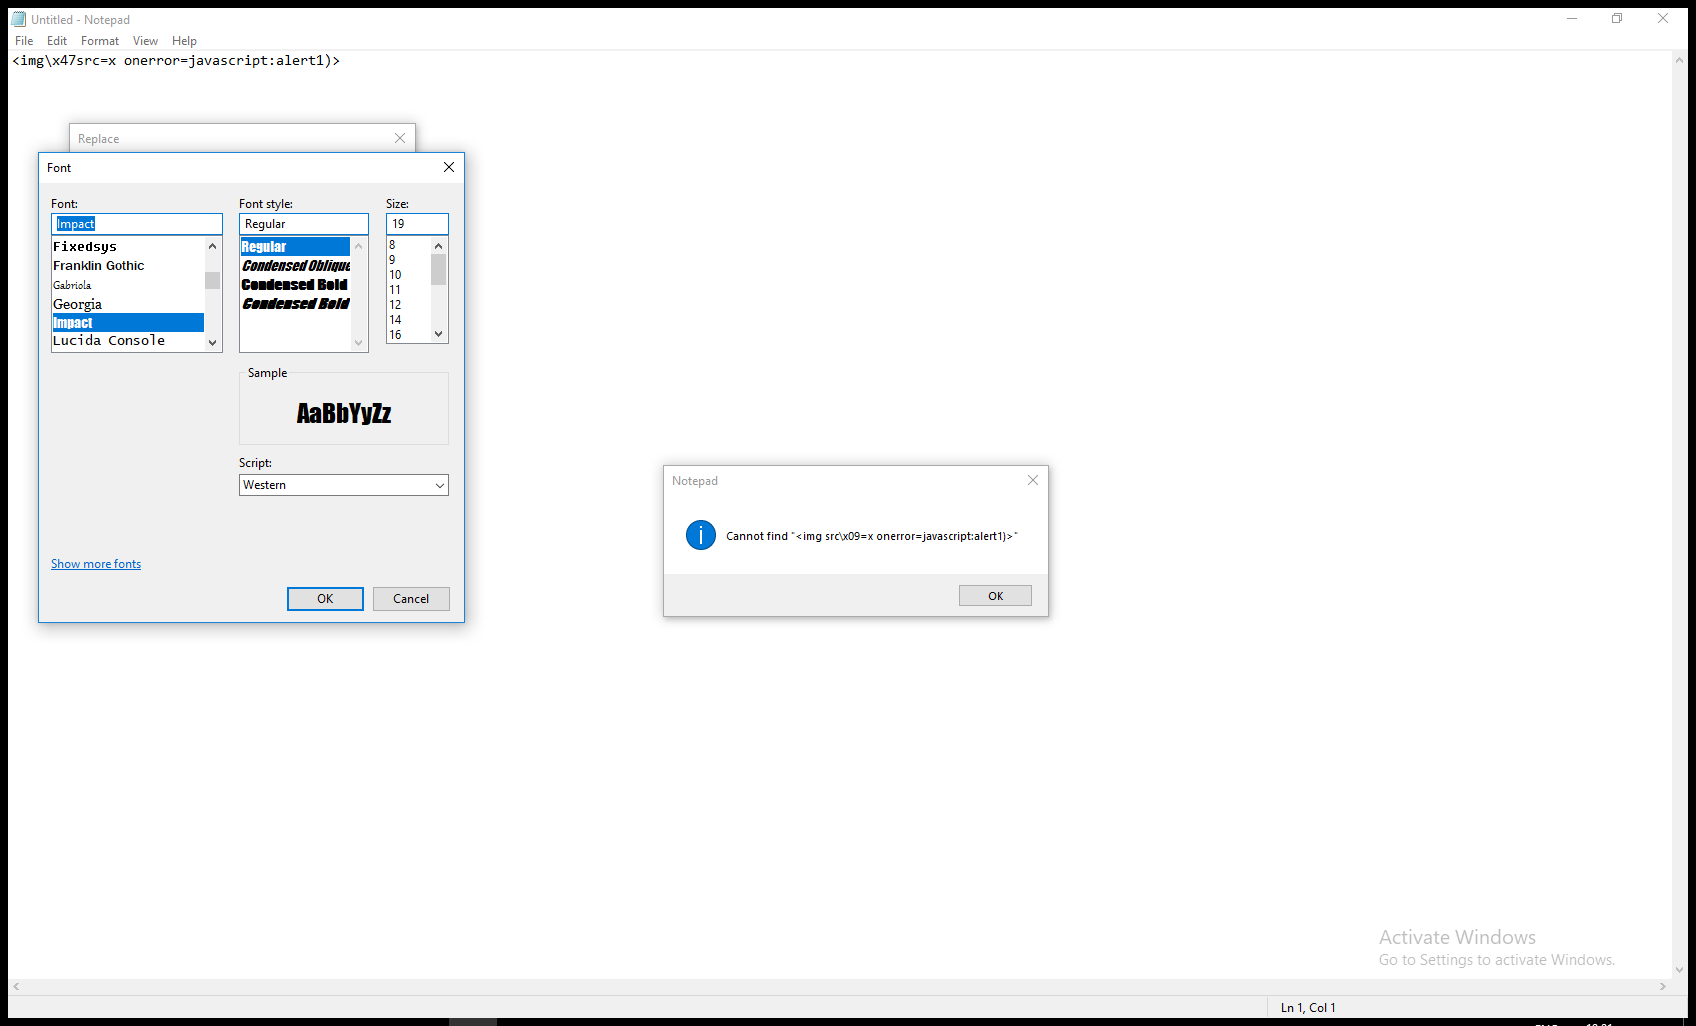 Untitled - Notepad
File Edit Format View Help
<img\x47src=x onerror=javascript:alert1)>
Replace
Font
Font:
Impact
Fixedsys
Franklin Gothic
Gabriola
Georgia
Impact
Lucida Console
Font style:
Regular
Regular
Condensed Oblique
Condensed Bold
Condensed Bold
Size:
19
8
9
10
11
12
14
16
Sample
AaBbYyZz
Script:
Western
Show more fonts
OK Cancel
Notepad
Cannot find "<img src\x09=x onerror=javascript:alert1)>"
OK
Activate Windows
Go to Settings to activate Windows.
Ln 1, Col 1